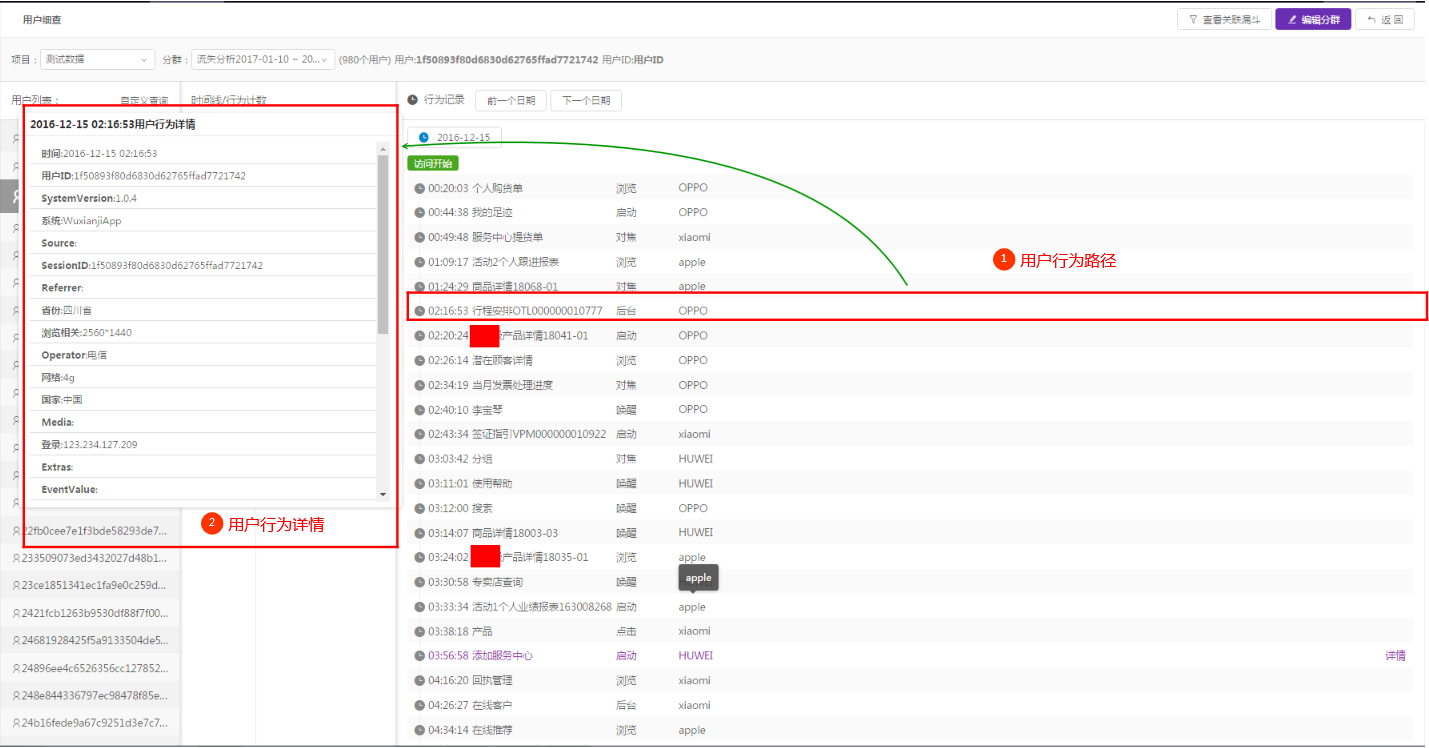 用户细查
查看关联漏斗 编辑分群 返 回
项目： 测试数据 分群： 流失分析2017-01-10 ~ 20... (980个用户) 用户:1f50893f80d6830d62765ffad7721742 用户ID:用户ID
用户列表： 自定义查询 时间线/行为计数
行为记录 前一个日期 下一个日期
2016-12-15 02:16:53用户行为详情
时间:2016-12-15 02:16:53
用户ID:1f50893f80d6830d62765ffad7721742
SystemVersion:1.0.4
系统:WuxianjiApp
Source:
SessionID:1f50893f80d6830d62765ffad7721742
Referrer:
省份:四川省
浏览相关:2560*1440
Operator:电信
网络:4g
国家:中国
Media:
登录:123.234.127.209
Extras:
EventValue:
2 用户行为详情
22fb0cee7e1f3bde58293de7...
233509073ed3432027d48b1...
23ce1851341ec1fa9e0c259d...
2421fcb1263b9530df88f7f00...
24681928425f5a9133504de5...
24896ee4c6526356cc127852...
248e844336797ec98478f85e...
24b16fede9a67c9251d3e7c7...
2016-12-15
访问开始
00:20:03 个人购货单 浏览 OPPO
00:44:38 我的足迹 启动 OPPO
00:49:48 服务中心提货单 对焦 xiaomi
01:09:17 活动2个人跟进报表 浏览 apple
1 用户行为路径
01:24:29 商品详情18068-01 对焦 apple
02:16:53 行程安排OTL000000010777 后台 OPPO
02:20:24 产品详情18041-01 启动 OPPO
02:26:14 潜在顾客详情 浏览 OPPO
02:34:19 当月发票处理进度 对焦 OPPO
02:40:10 李宝琴 唤醒 OPPO
02:43:34 签证指引VPM000000010922 启动 xiaomi
03:03:42 分组 对焦 HUWEI
03:11:01 使用帮助 唤醒 HUWEI
03:12:00 搜索 唤醒 OPPO
03:14:07 商品详情18003-03 唤醒 HUWEI
03:24:02 产品详情18035-01 浏览 apple
apple
03:30:58 专卖店查询 唤醒
03:33:34 活动1个人业绩报表163008268 启动 apple
03:38:18 产品 点击 xiaomi
03:56:58 添加服务中心 启动 HUWEI 详情
04:16:20 回执管理 浏览 xiaomi
04:26:27 在线客户 后台 xiaomi
04:34:14 在线推荐 浏览 apple